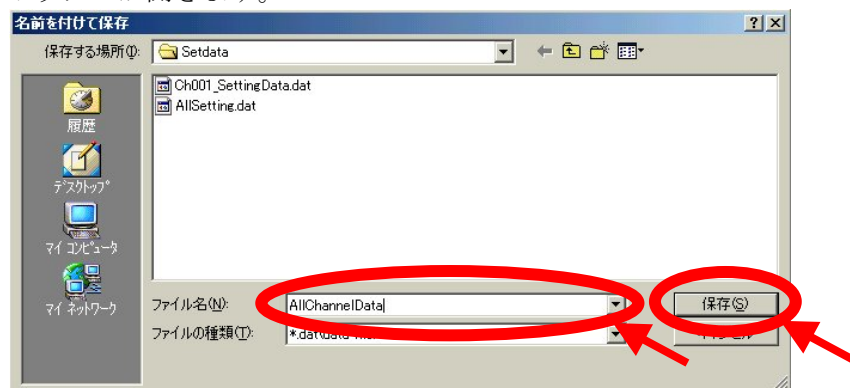 名前を付けて保存
保存する場所(I):
Setdata
Ch001_SettingData.dat
AllSetting.dat
履歴
デスクトップ
マイ コンピュータ
マイ ネットワーク
ファイル名(N):
AllChannelData
保存(S)
ファイルの種類(T):